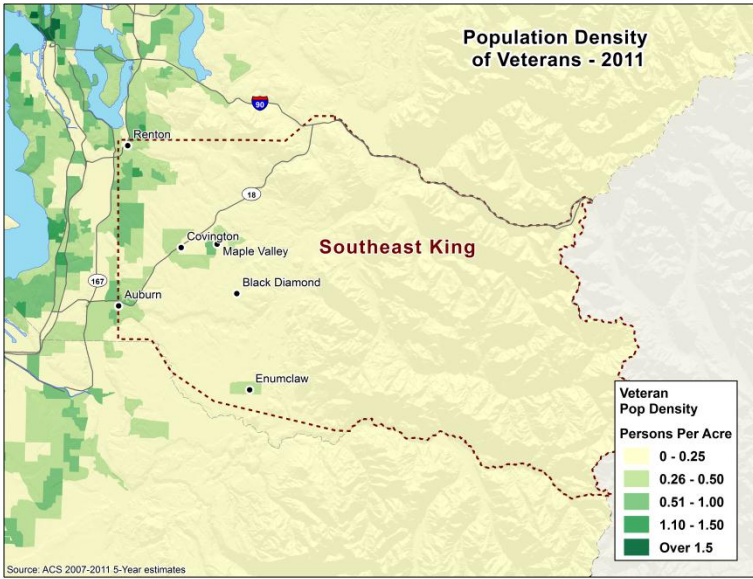 Population Density
of Veterans - 2011
90
Renton
18
Covington
Maple Valley
Southeast King
167
Black Diamond
Auburn
Enumclaw
Veteran
Pop Density
Persons Per Acre
0 - 0.25
0.26 - 0.50
0.51 - 1.00
1.10 - 1.50
Over 1.5
Source: ACS 2007-2011 5-Year estimates